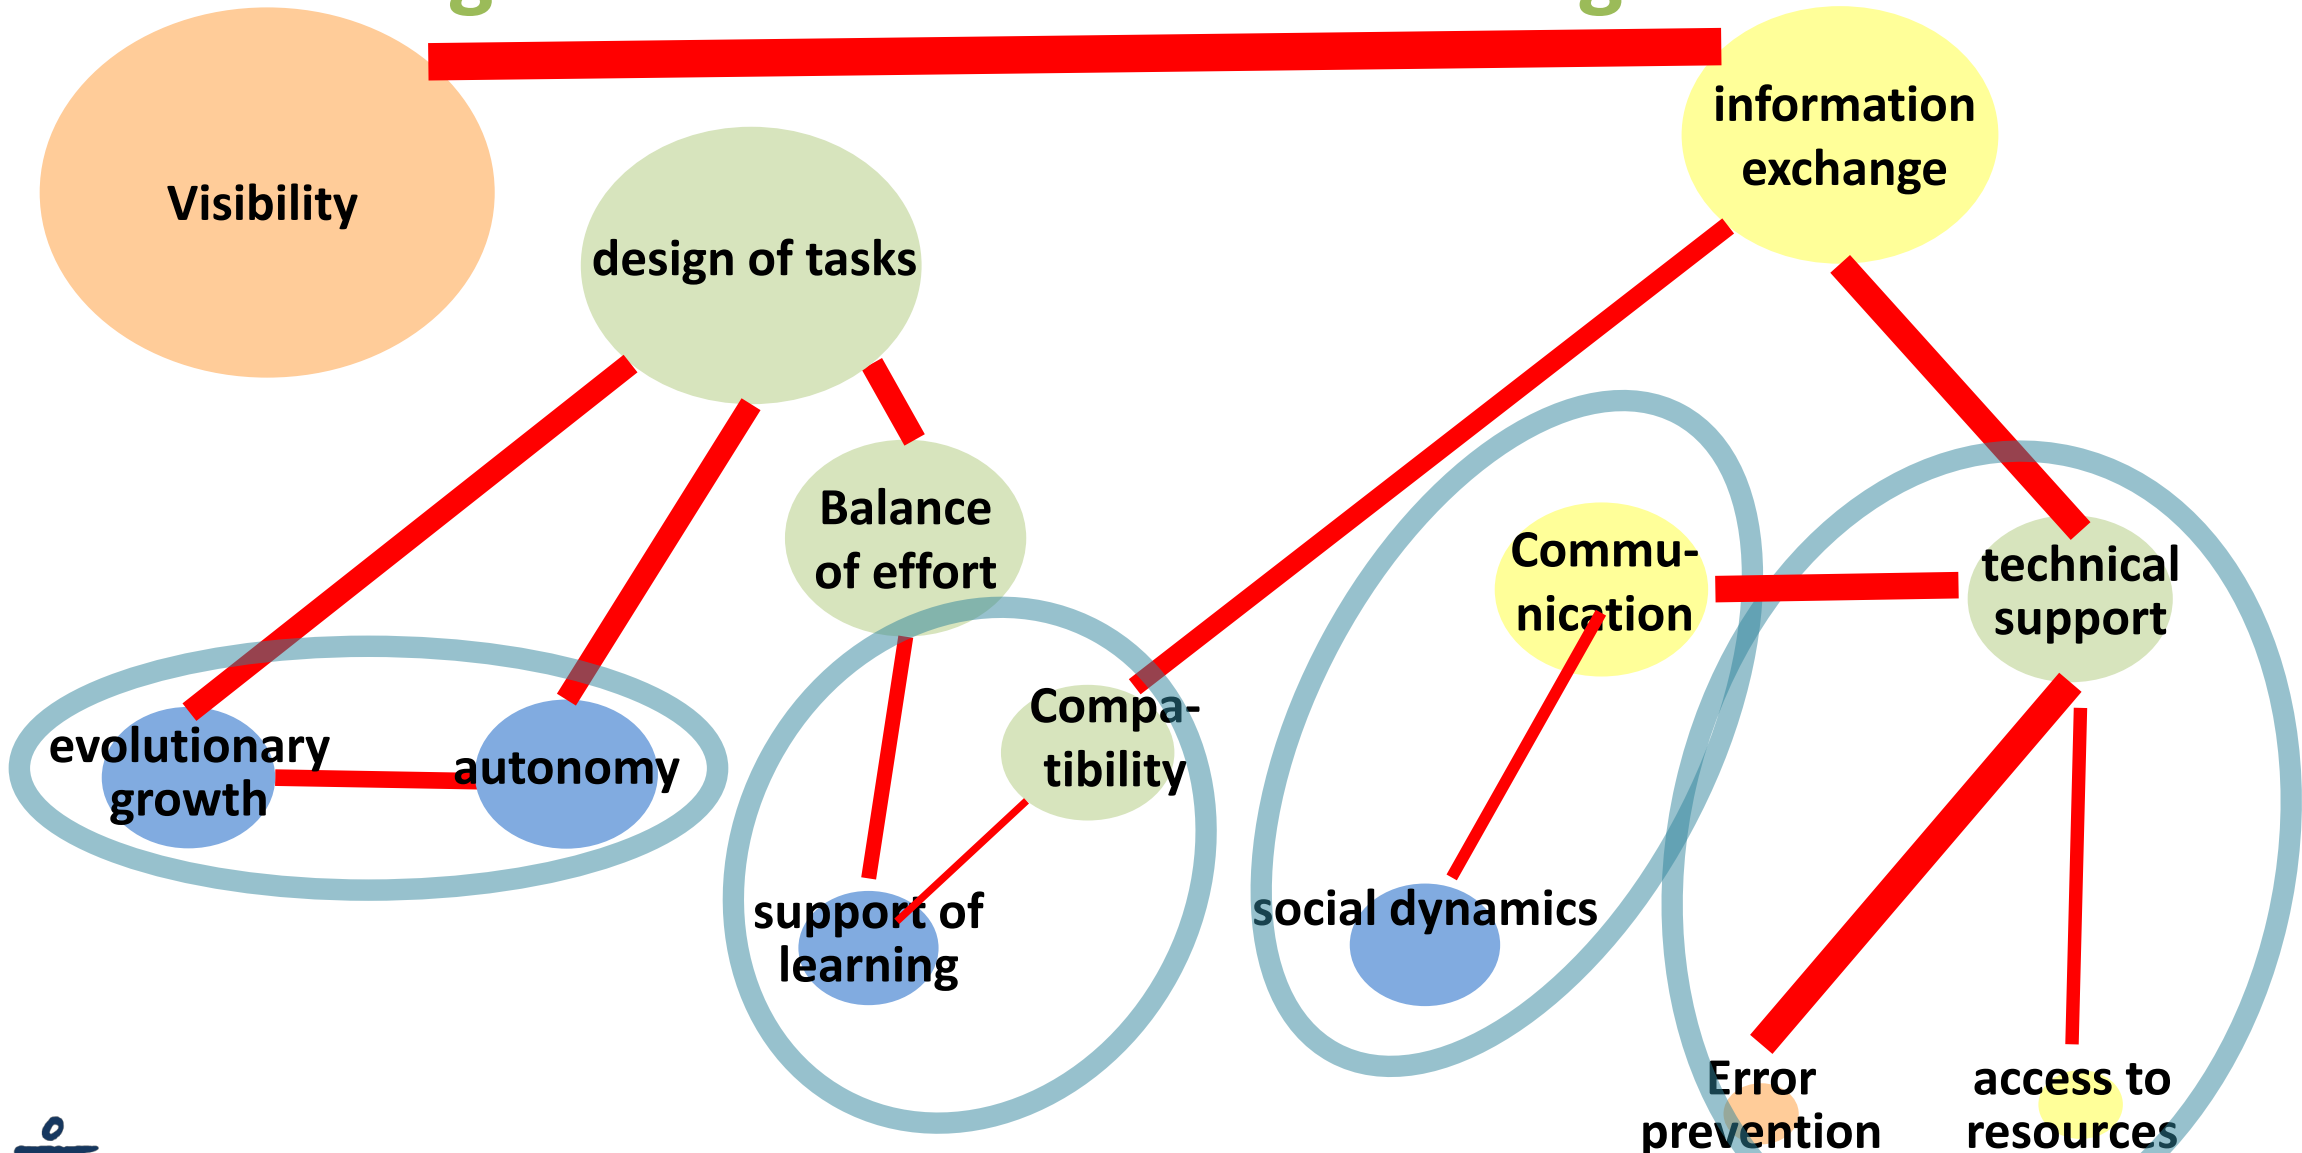 Visibility
information
exchange
design of tasks
Balance
of effort
Commu-
nication
technical
support
Compa-
tibility
evolutionary
growth
autonomy
support of
learning
social dynamics
Error
prevention
access to
resources